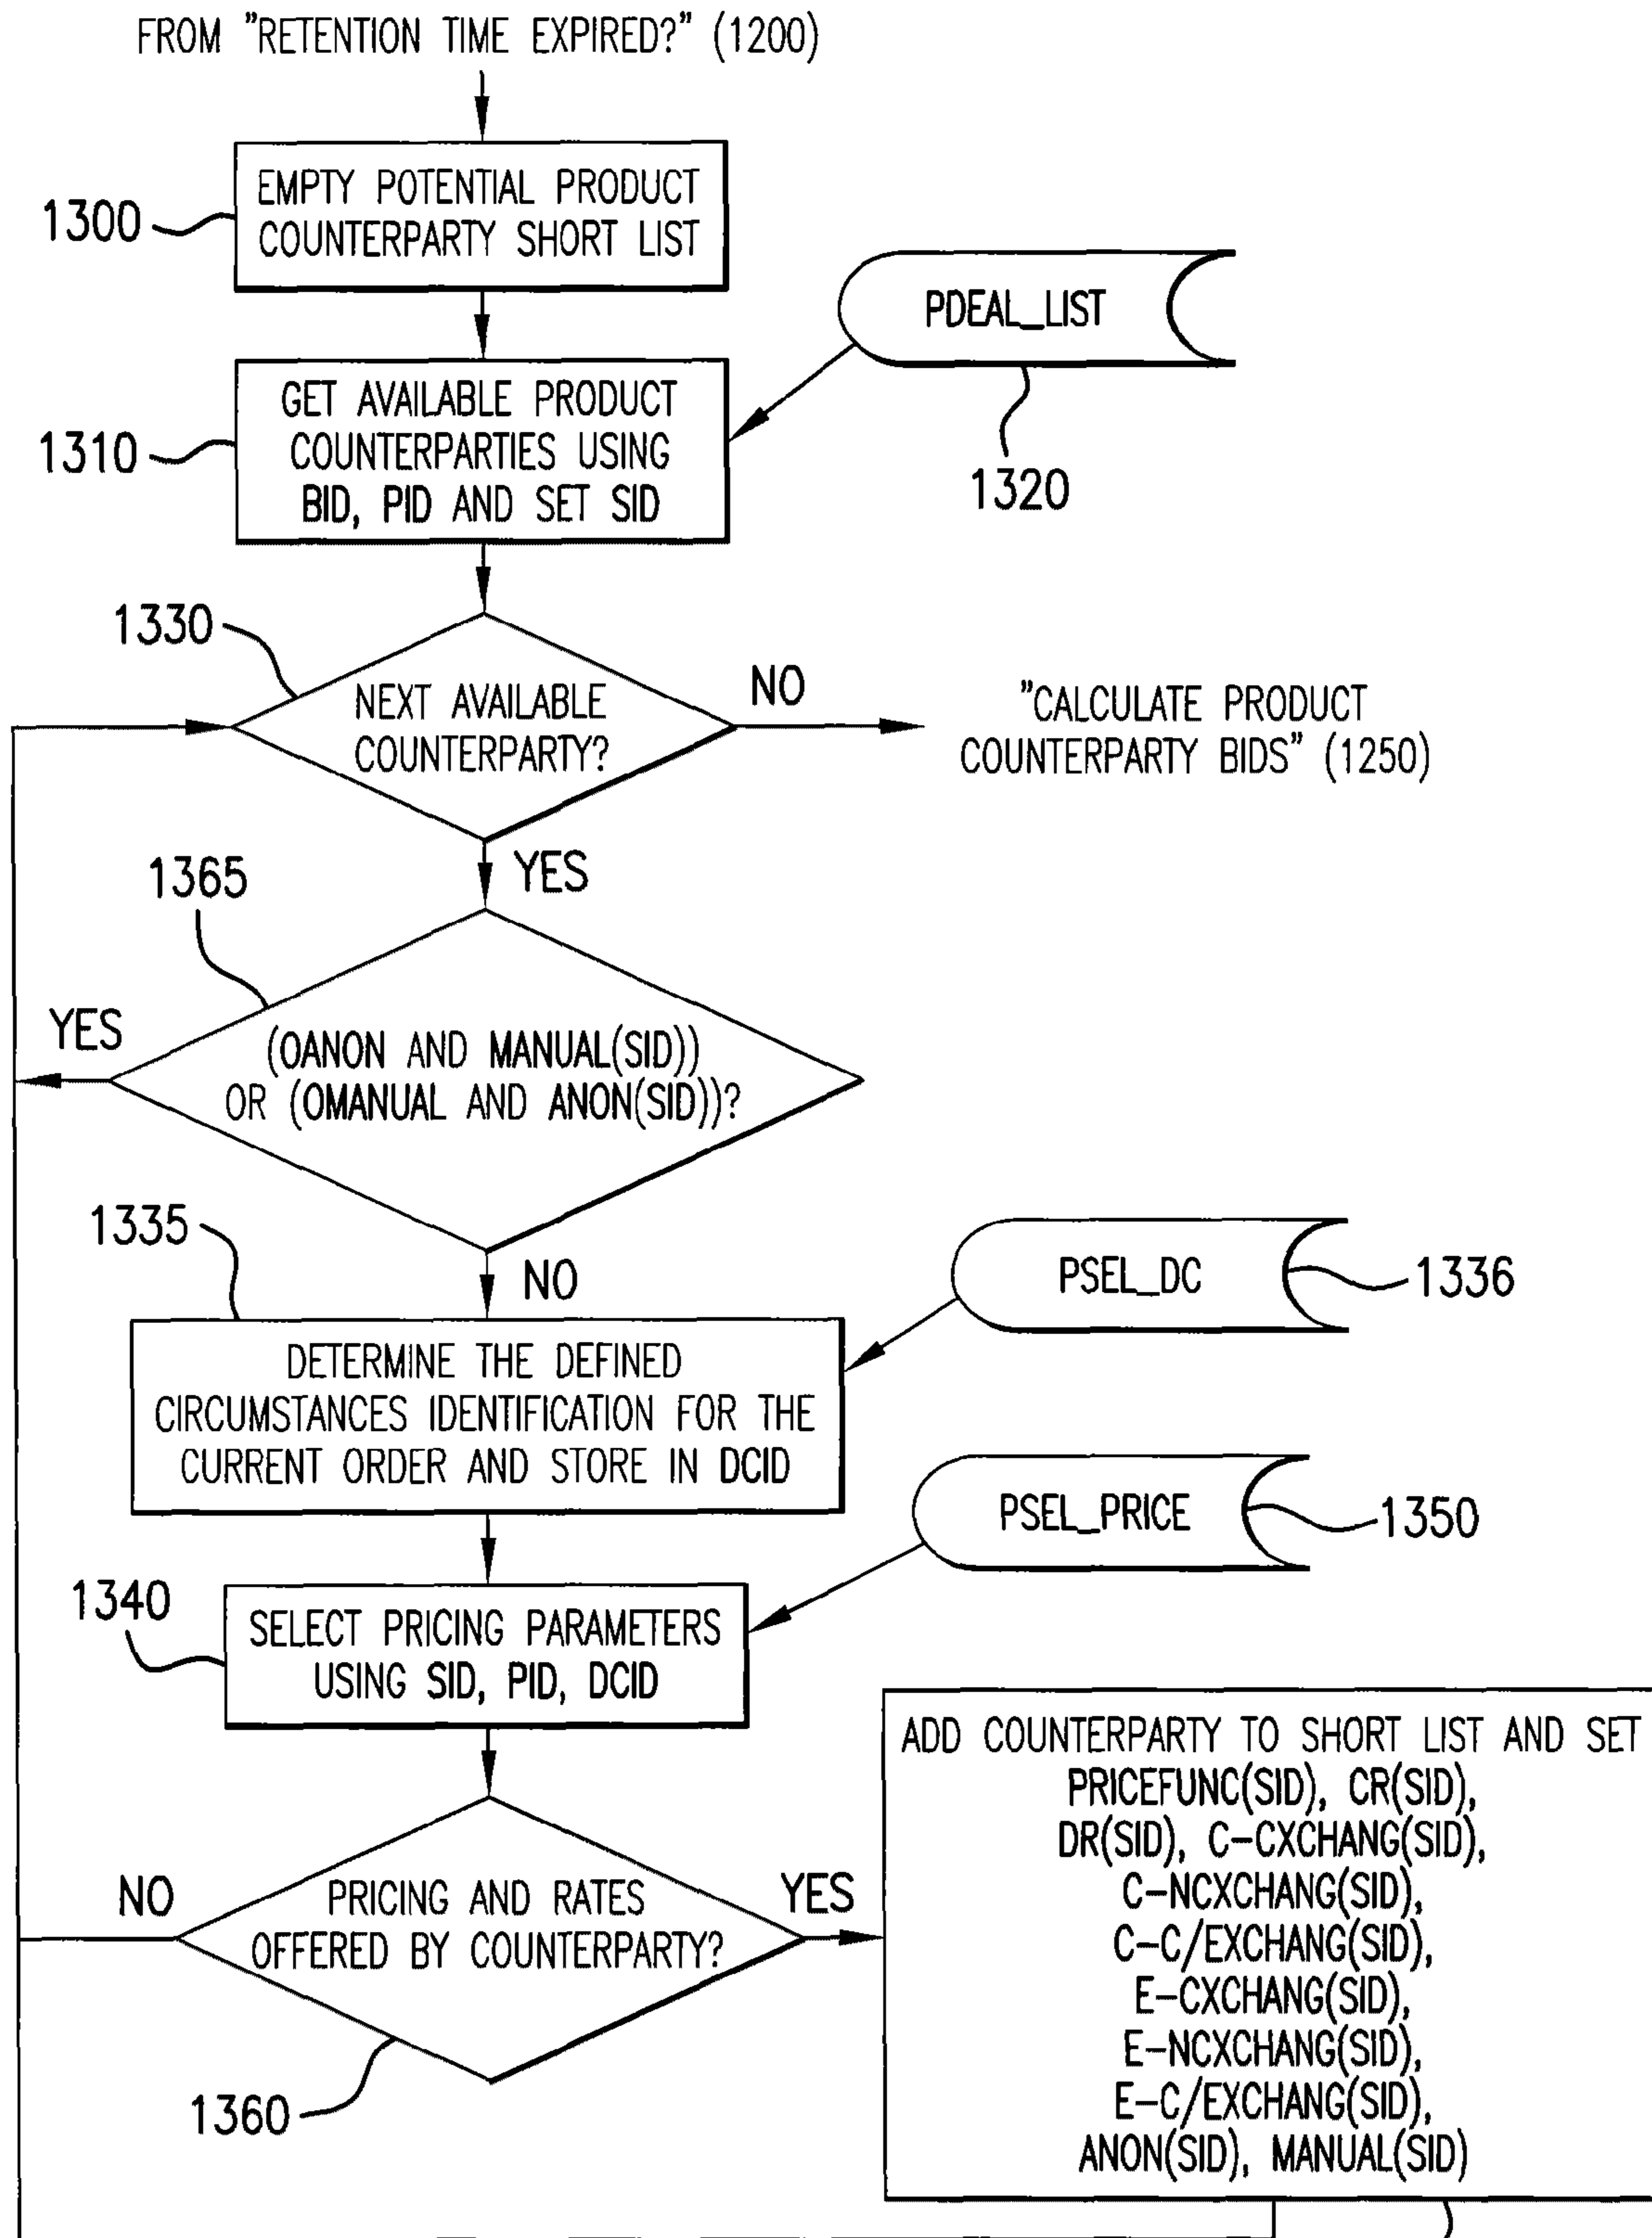 FROM "RETENTION TIME EXPIRED?" (1200)
EMPTY POTENTIAL PRODUCT
COUNTERPARTY SHORT LIST
1300
PDEAL_LIST
1320
GET AVAILABLE PRODUCT
COUNTERPARTIES USING
BID, PID AND SET SID
1310
1330
NEXT AVAILABLE
COUNTERPARTY?
NO
"CALCULATE PRODUCT
COUNTERPARTY BIDS" (1250)
YES
1365
YES
(OANON AND MANUAL(SID))
OR (OMANUAL AND ANON(SID))?
NO
1335
PSEL_DC
1336
DETERMINE THE DEFINED
CIRCUMSTANCES IDENTIFICATION FOR THE
CURRENT ORDER AND STORE IN DCID
PSEL_PRICE
1350
1340
SELECT PRICING PARAMETERS
USING SID, PID, DCID
NO
PRICING AND RATES
OFFERED BY COUNTERPARTY?
YES
1360
ADD COUNTERPARTY TO SHORT LIST AND SET
PRICEFUNC(SID), CR(SID),
DR(SID), C-CXCHANG(SID),
C-NCXCHANG(SID),
C-C/EXCHANG(SID),
E-CXCHANG(SID),
E-NCXCHANG(SID),
E-C/EXCHANG(SID),
ANON(SID), MANUAL(SID)